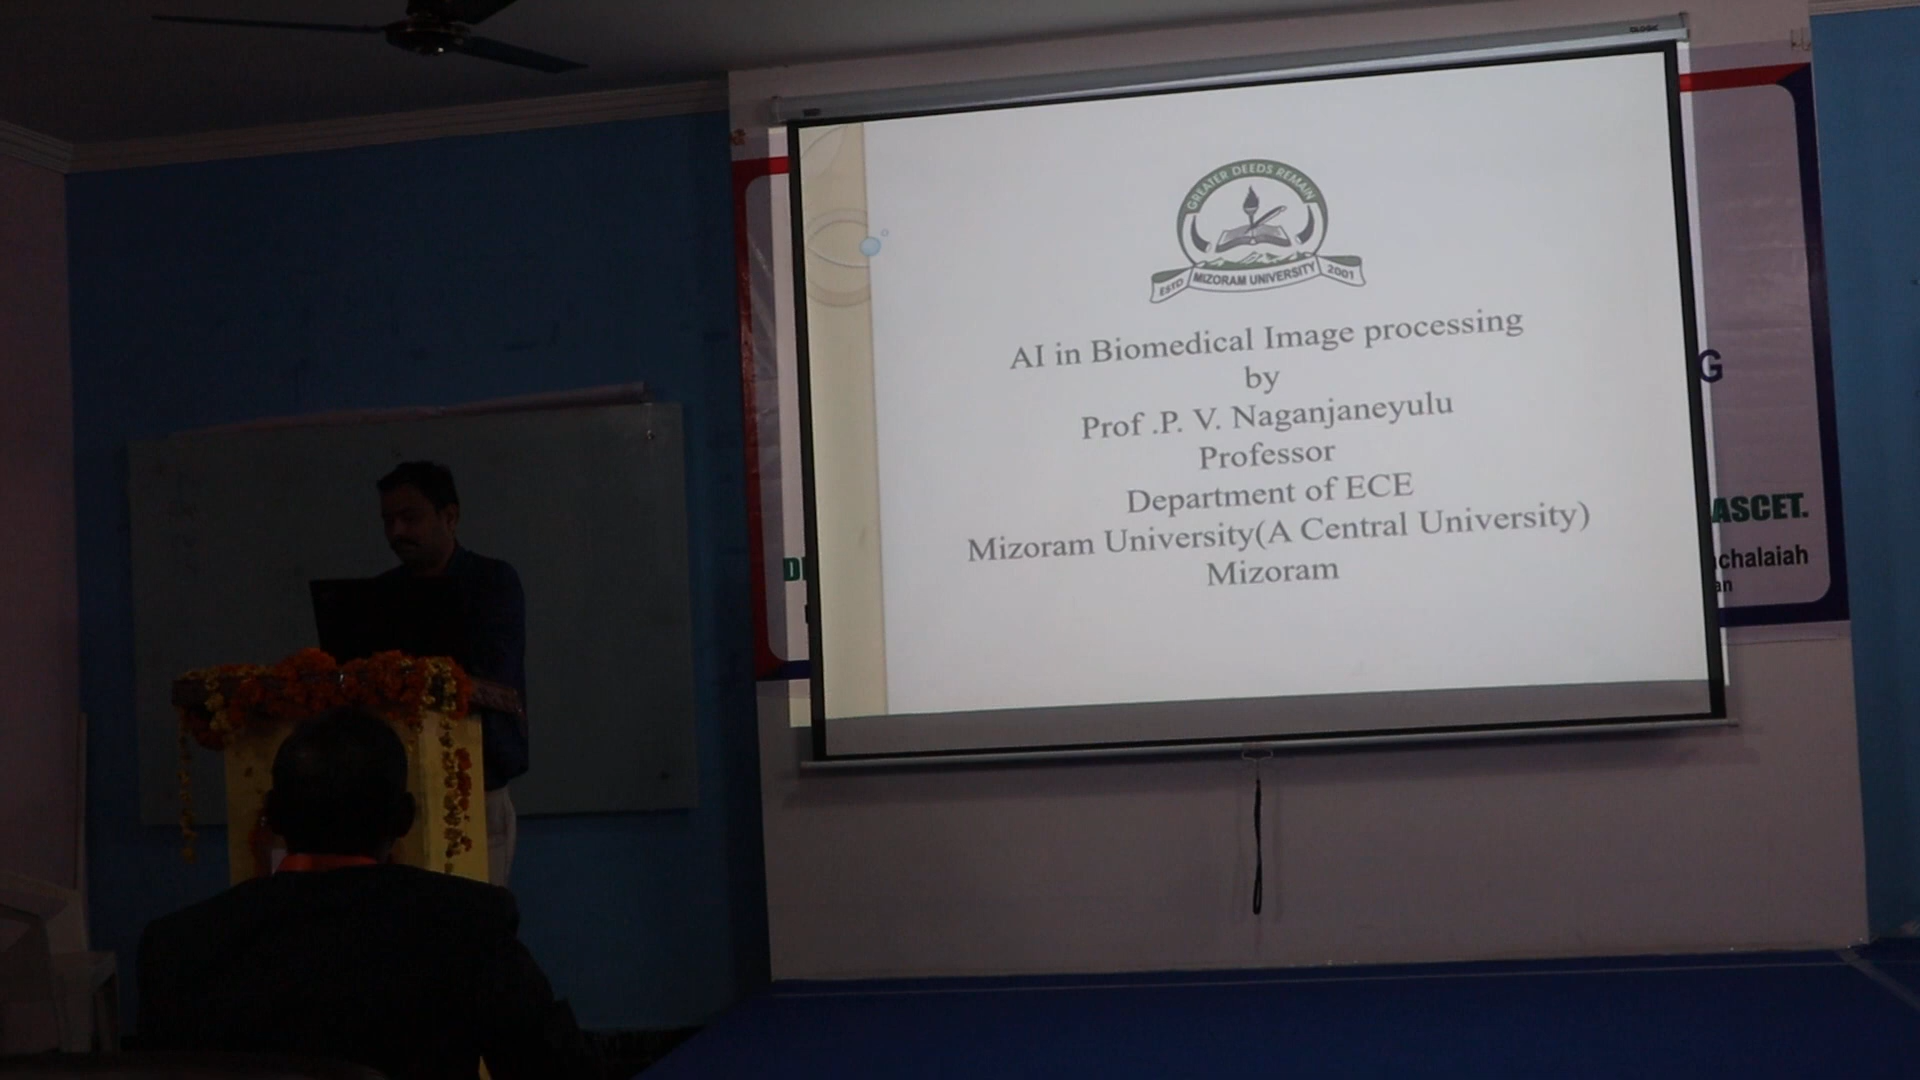 GREATER DEEDS REMAIN
ESTD MIZORAM UNIVERSITY 2001
AI in Biomedical Image processing
by
Prof .P. V. Naganjaneyulu
Professor
Department of ECE
Mizoram University(A Central University)
Mizoram
G
ASCET.
chalaiah
an